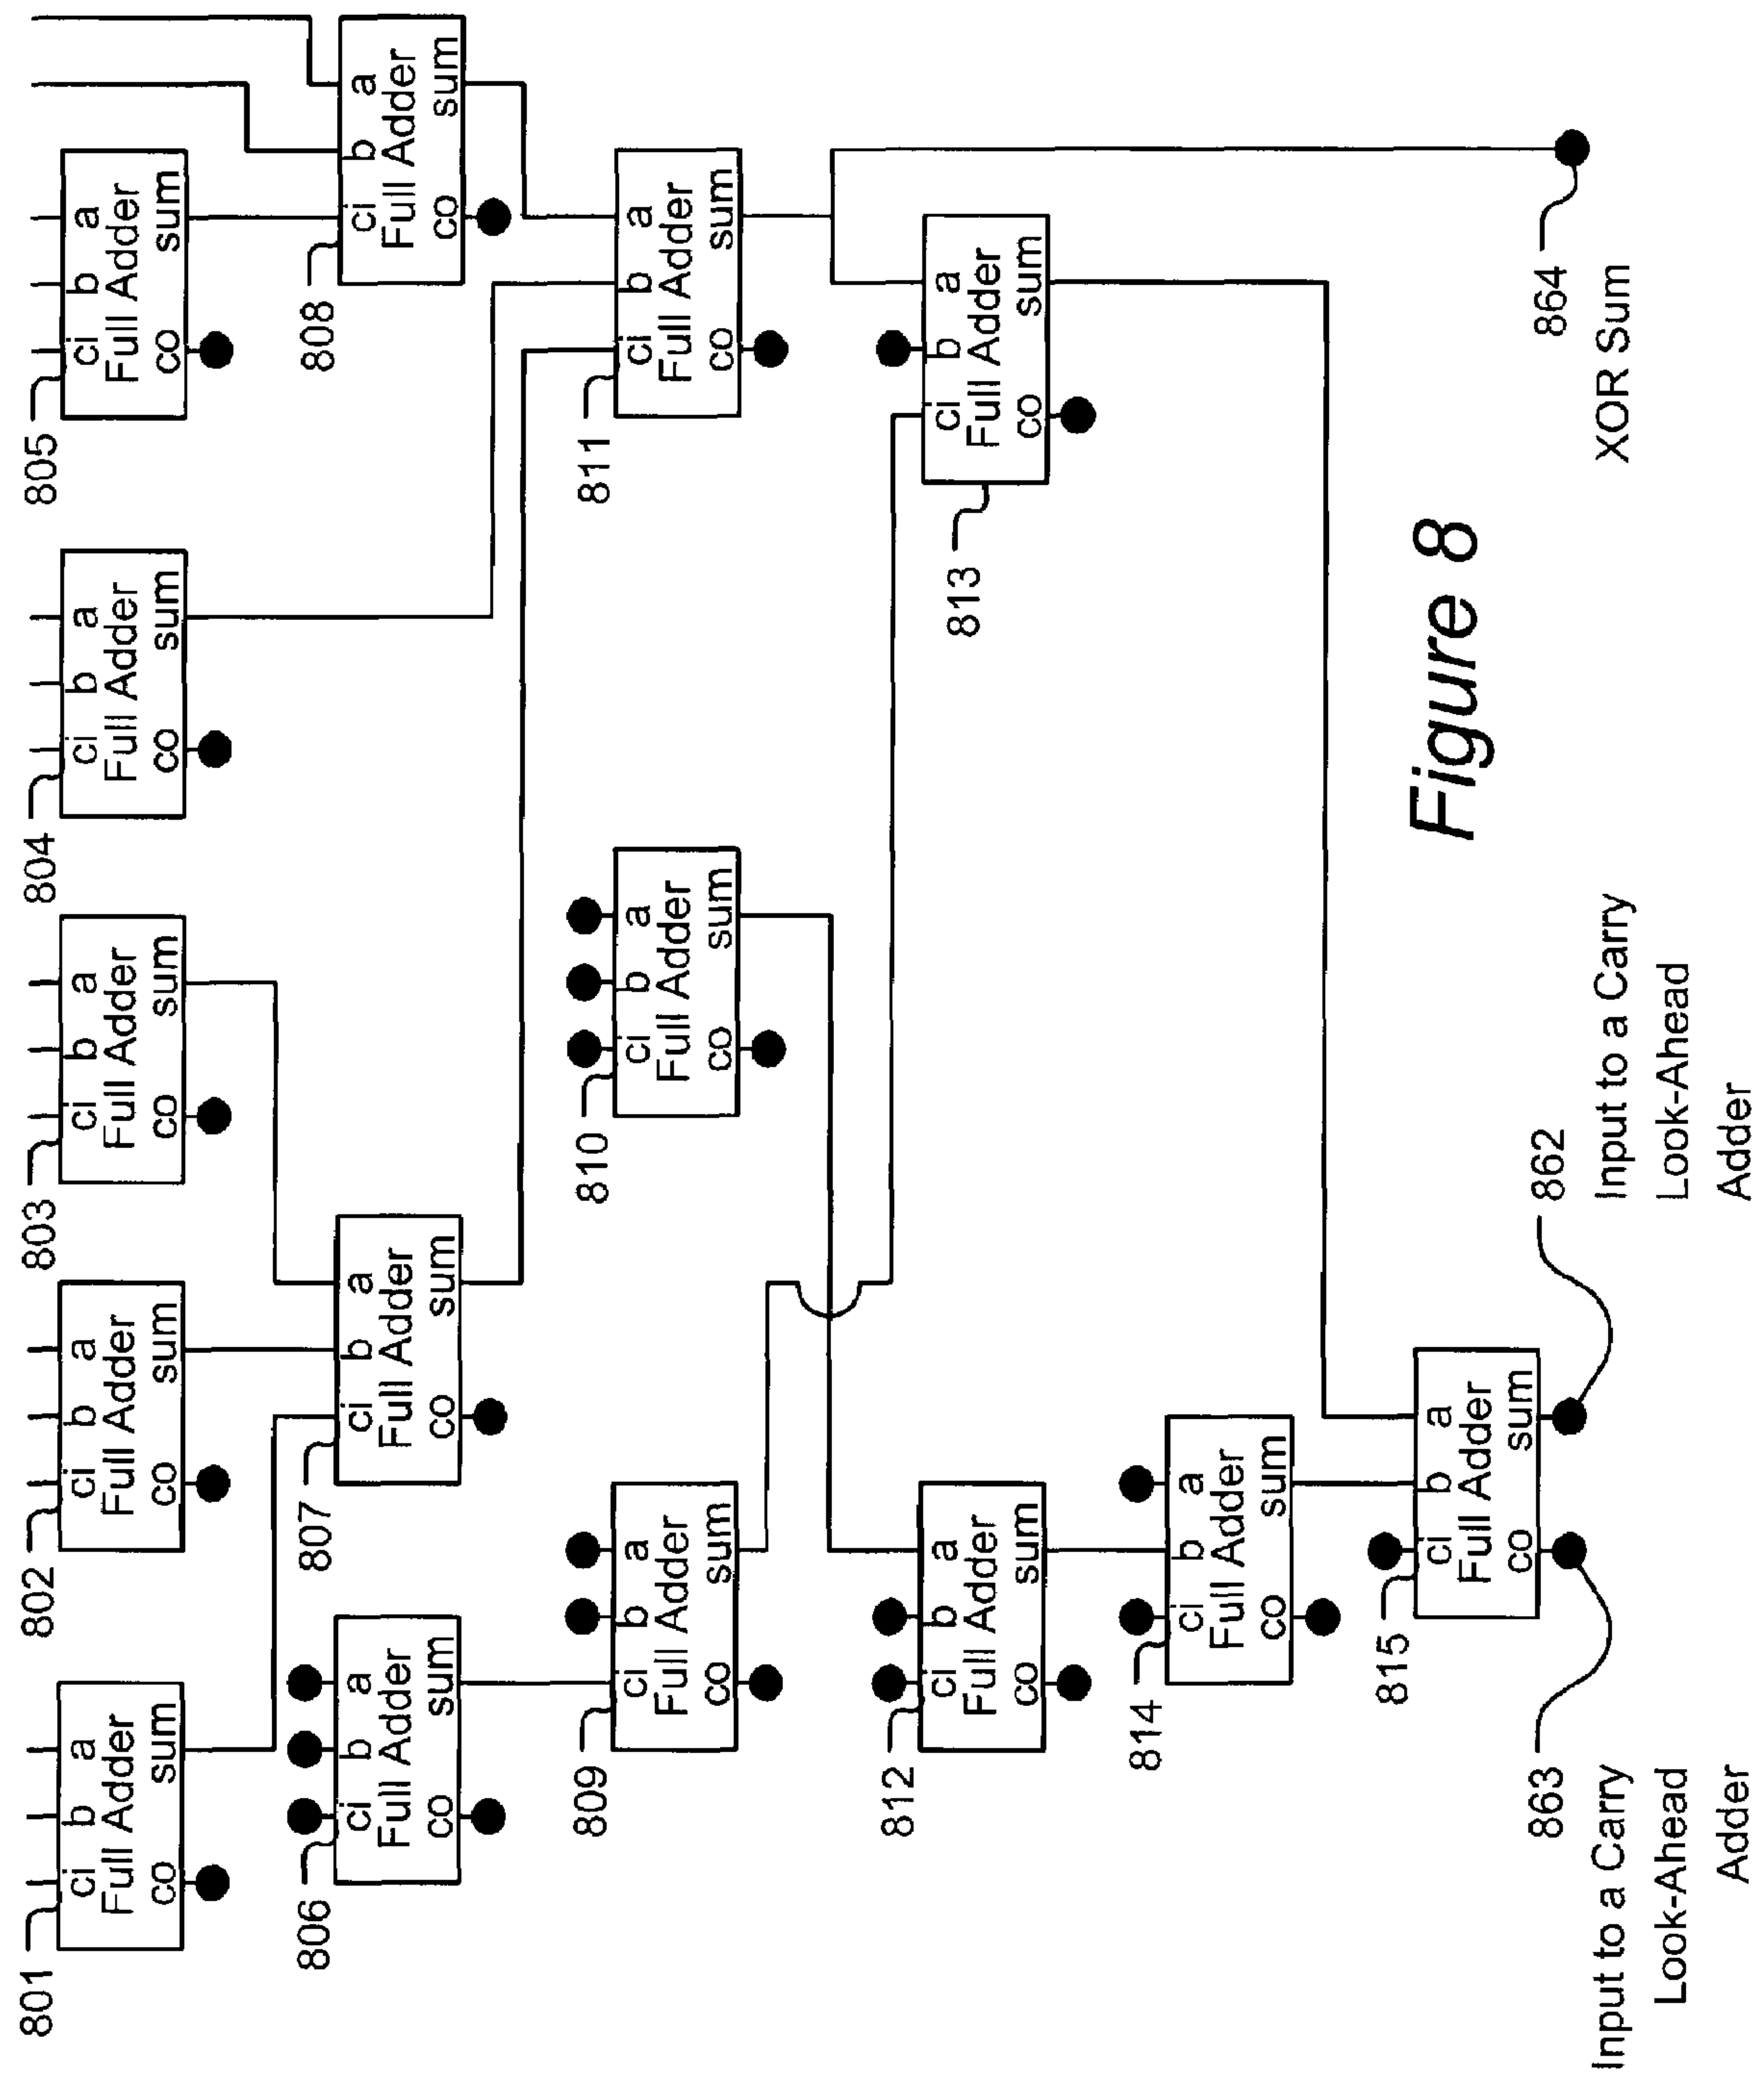 801
ci b a
Full Adder
co sum
802
ci b a
Full Adder
co sum
803
ci b a
Full Adder
co sum
804
ci b a
Full Adder
co sum
805
ci b a
Full Adder
co sum
806
ci b a
Full Adder
co sum
807
ci b a
Full Adder
co sum
808
ci b a
Full Adder
co sum
809
ci b a
Full Adder
co sum
810
ci b a
Full Adder
co sum
811
ci b a
Full Adder
co sum
812
ci b a
Full Adder
co sum
813
ci b a
Full Adder
co sum
814
ci b a
Full Adder
co sum
815
ci b a
Full Adder
co sum
863
Input to a Carry
Look-Ahead
Adder
862
Input to a Carry
Look-Ahead
Adder
864
XOR Sum
Figure 8